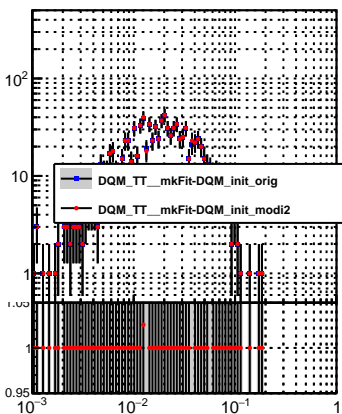 10²
10
1
DQM_TT__mkFit-DQM_init_orig
DQM_TT__mkFit-DQM_init_modi2
1.05
1
0.95
10⁻³ 10⁻² 10⁻¹ 1